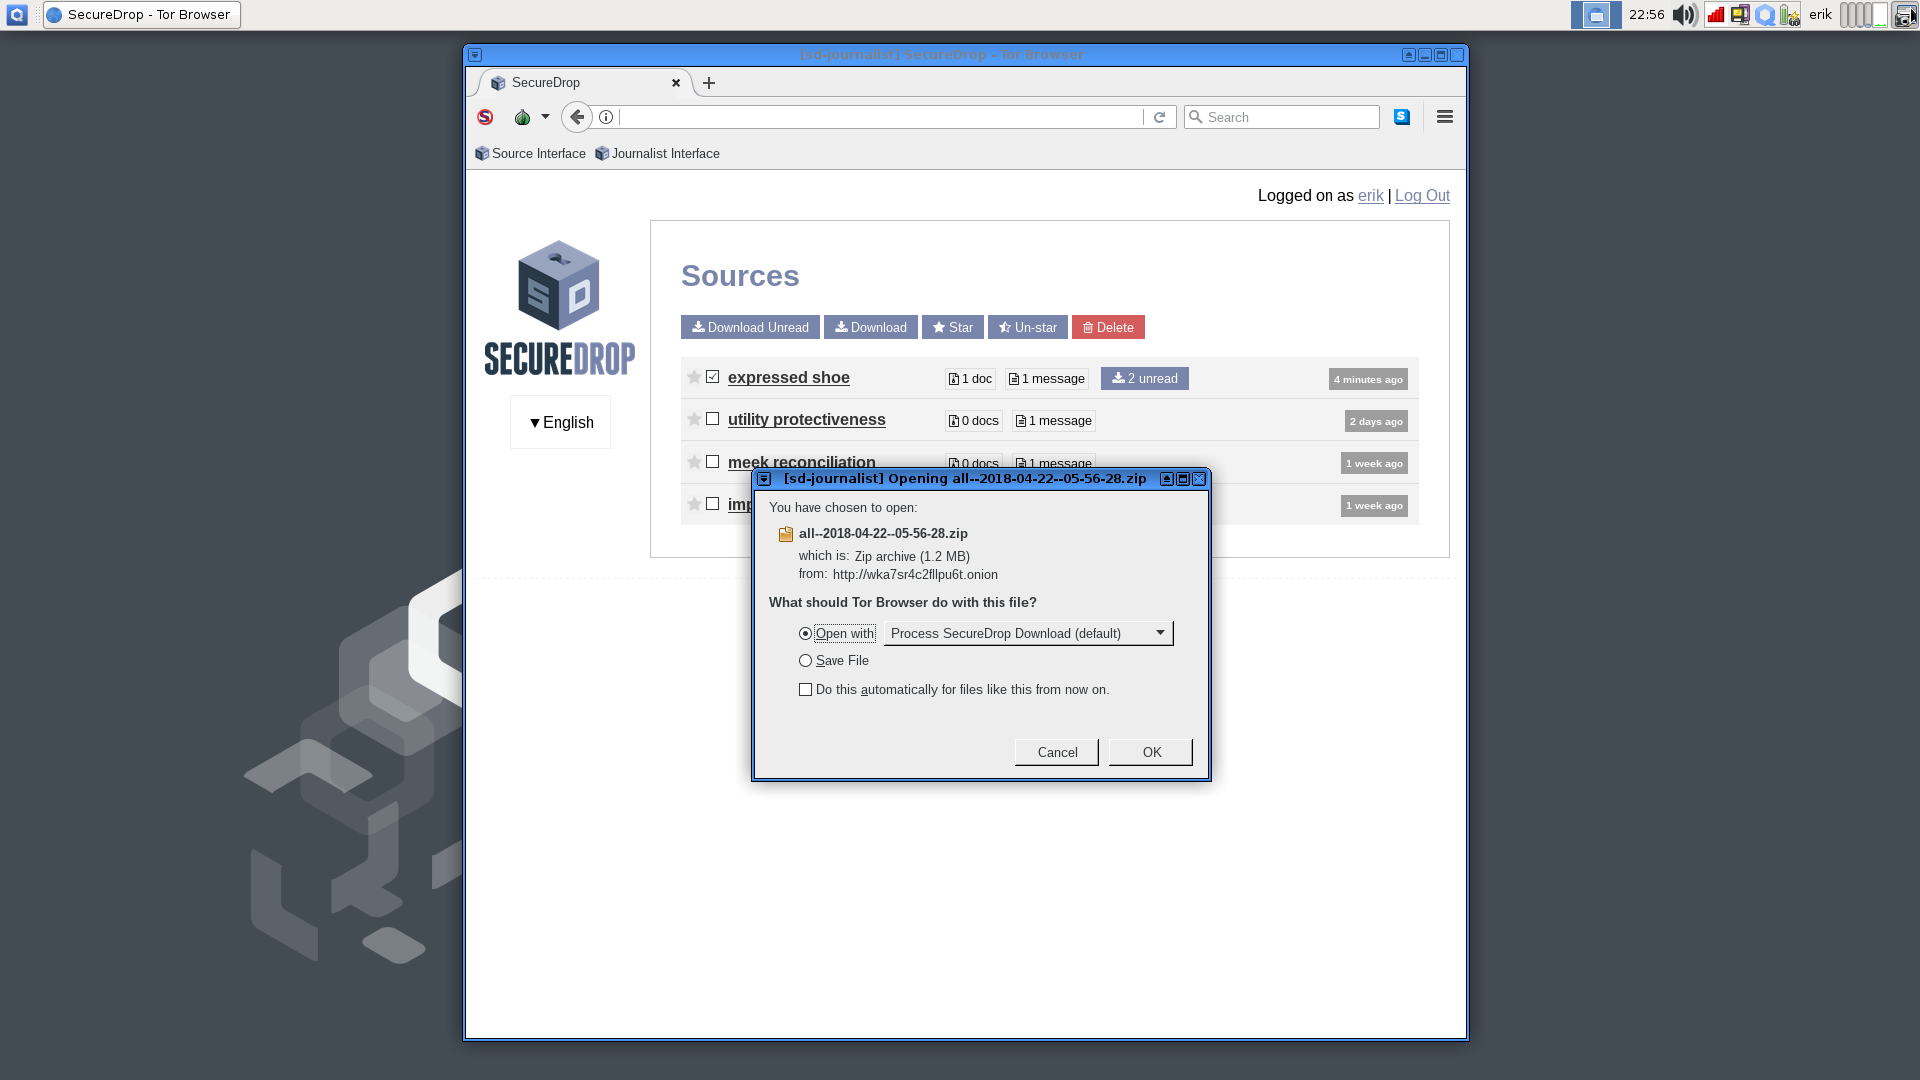 SecureDrop - Tor Browser
22:56
erik
[sd-journalist] SecureDrop - Tor Browser
SecureDrop
Search
Source Interface
Journalist Interface
Logged on as erik | Log Out
SECUREDROP
▼English
Sources
Download Unread
Download
Star
Un-star
Delete
expressed shoe
1 doc
1 message
2 unread
4 minutes ago
utility protectiveness
0 docs
1 message
2 days ago
meek reconciliation
0 docs
1 message
1 week ago
imp
1 week ago
[sd-journalist] Opening all--2018-04-22--05-56-28.zip
You have chosen to open:
all--2018-04-22--05-56-28.zip
which is: Zip archive (1.2 MB)
from: http://wka7sr4c2fllpu6t.onion
What should Tor Browser do with this file?
Open with
Process SecureDrop Download (default)
Save File
Do this automatically for files like this from now on.
Cancel
OK